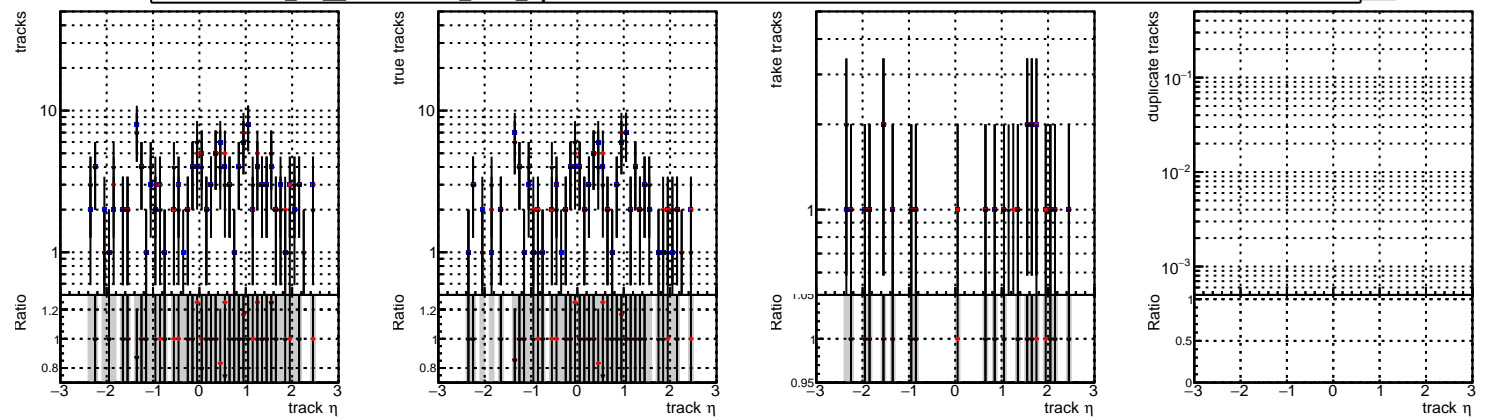 tracks
10
1
Ratio
1.2
1
0.8
−3 −2 −1 0 1 2 3
track η
true tracks
10
1
Ratio
1.2
1
0.8
−3 −2 −1 0 1 2 3
track η
fake tracks
1
Ratio
1.05
1
0.95
−3 −2 −1 0 1 2 3
track η
duplicate tracks
10⁻¹
10⁻²
10⁻³
Ratio
1
0.5
0
−3 −2 −1 0 1 2 3
track η